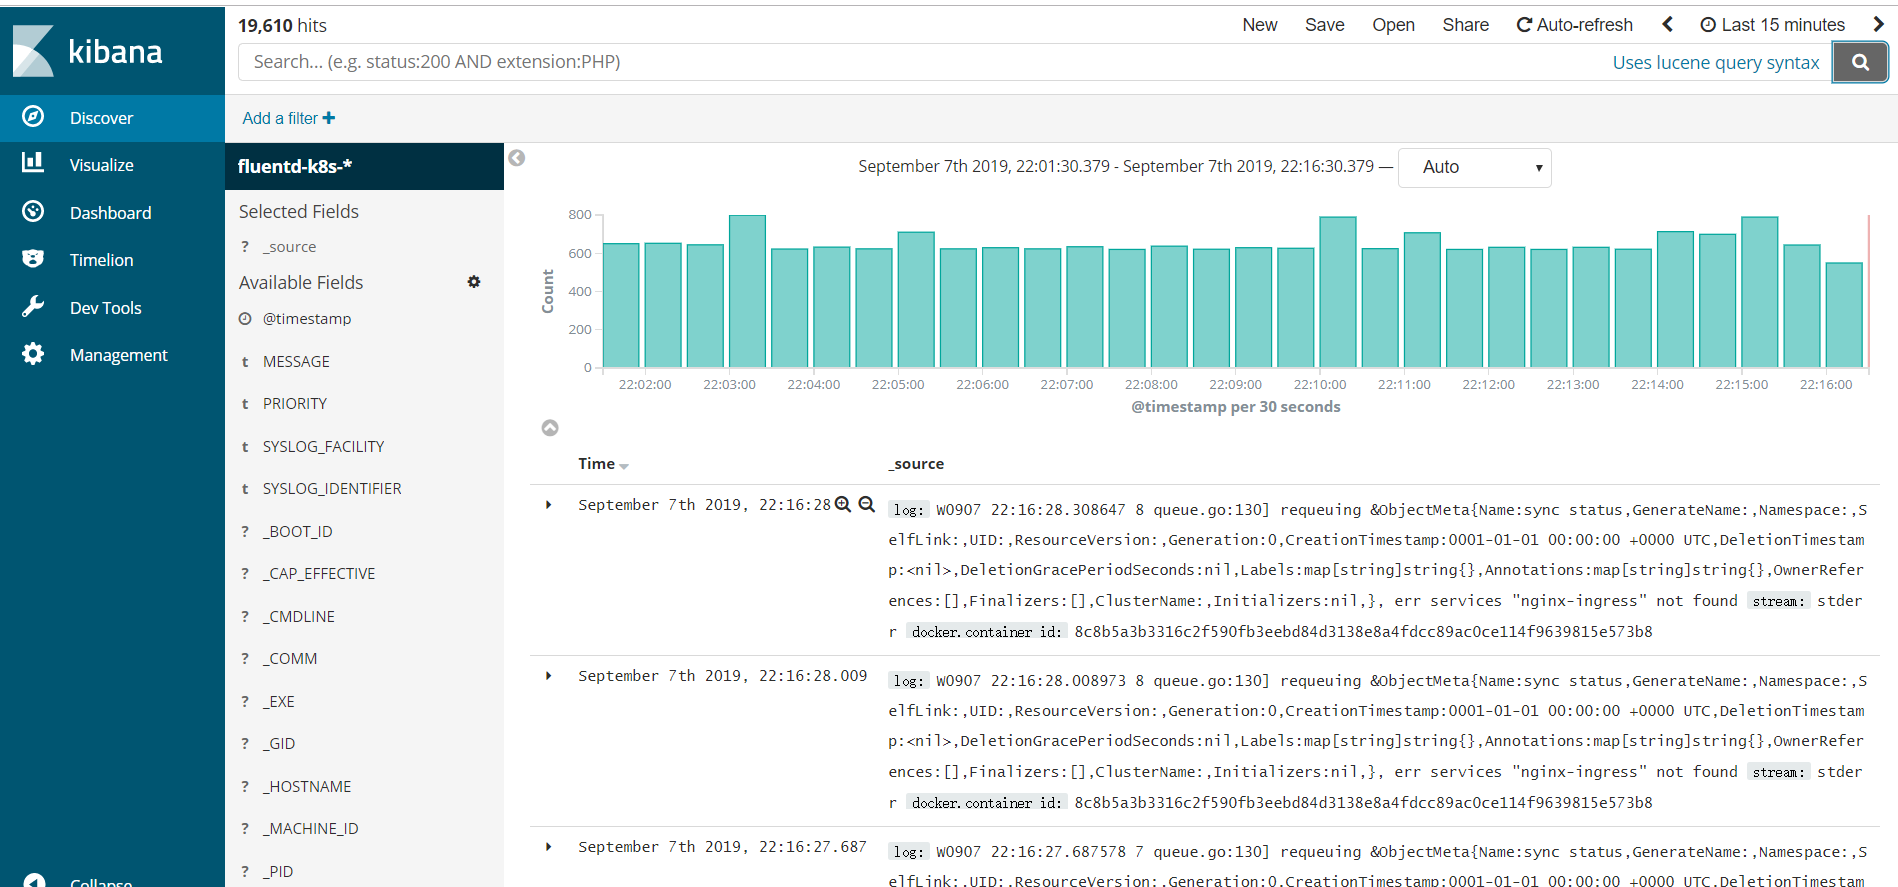 kibana
Discover
Visualize
Dashboard
Timelion
Dev Tools
Management
19,610 hits
New Save Open Share Auto-refresh Last 15 minutes
Search... (e.g. status:200 AND extension:PHP) Uses lucene query syntax
Add a filter +
fluentd-k8s-*
Selected Fields
? _source
Available Fields
@timestamp
t MESSAGE
t PRIORITY
t SYSLOG_FACILITY
t SYSLOG_IDENTIFIER
? _BOOT_ID
? _CAP_EFFECTIVE
? _CMDLINE
? _COMM
? _EXE
? _GID
? _HOSTNAME
? _MACHINE_ID
? _PID
September 7th 2019, 22:01:30.379 - September 7th 2019, 22:16:30.379 — Auto
800
600
400
200
0
Count
22:02:00 22:03:00 22:04:00 22:05:00 22:06:00 22:07:00 22:08:00 22:09:00 22:10:00 22:11:00 22:12:00 22:13:00 22:14:00 22:15:00 22:16:00
@timestamp per 30 seconds
Time _source
September 7th 2019, 22:16:28 log: W0907 22:16:28.308647 8 queue.go:130] requeuing &ObjectMeta{Name:sync status,GenerateName:,Namespace:,S
elfLink:,UID:,ResourceVersion:,Generation:0,CreationTimestamp:0001-01-01 00:00:00 +0000 UTC,DeletionTimestam
p:<nil>,DeletionGracePeriodSeconds:nil,Labels:map[string]string{},Annotations:map[string]string{},OwnerRefer
ences:[],Finalizers:[],ClusterName:,Initializers:nil,}, err services "nginx-ingress" not found stream: stder
r docker.container_id: 8c8b5a3b3316c2f590fb3eebd84d3138e8a4fdcc89ac0ce114f9639815e573b8
September 7th 2019, 22:16:28.009 log: W0907 22:16:28.008973 8 queue.go:130] requeuing &ObjectMeta{Name:sync status,GenerateName:,Namespace:,S
elfLink:,UID:,ResourceVersion:,Generation:0,CreationTimestamp:0001-01-01 00:00:00 +0000 UTC,DeletionTimestam
p:<nil>,DeletionGracePeriodSeconds:nil,Labels:map[string]string{},Annotations:map[string]string{},OwnerRefer
ences:[],Finalizers:[],ClusterName:,Initializers:nil,}, err services "nginx-ingress" not found stream: stder
r docker.container_id: 8c8b5a3b3316c2f590fb3eebd84d3138e8a4fdcc89ac0ce114f9639815e573b8
September 7th 2019, 22:16:27.687 log: W0907 22:16:27.687578 7 queue.go:130] requeuing &ObjectMeta{Name:sync status,GenerateName:,Namespace:,S
elfLink:,UID:,ResourceVersion:,Generation:0,CreationTimestamp:0001-01-01 00:00:00 +0000 UTC,DeletionTimestam
Collapse